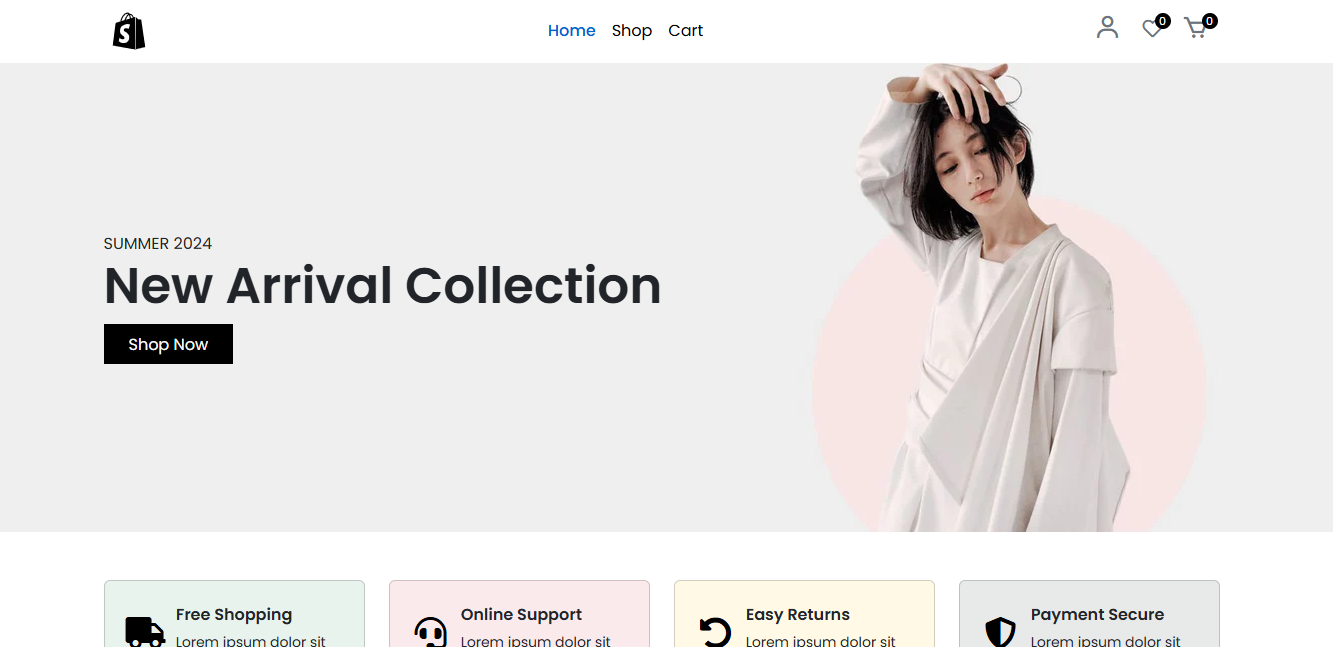 S
Home Shop Cart 0 0
SUMMER 2024
New Arrival Collection
Shop Now
Free Shopping Online Support Easy Returns Payment Secure
Lorem ipsum dolor sit Lorem ipsum dolor sit Lorem ipsum dolor sit Lorem ipsum dolor sit